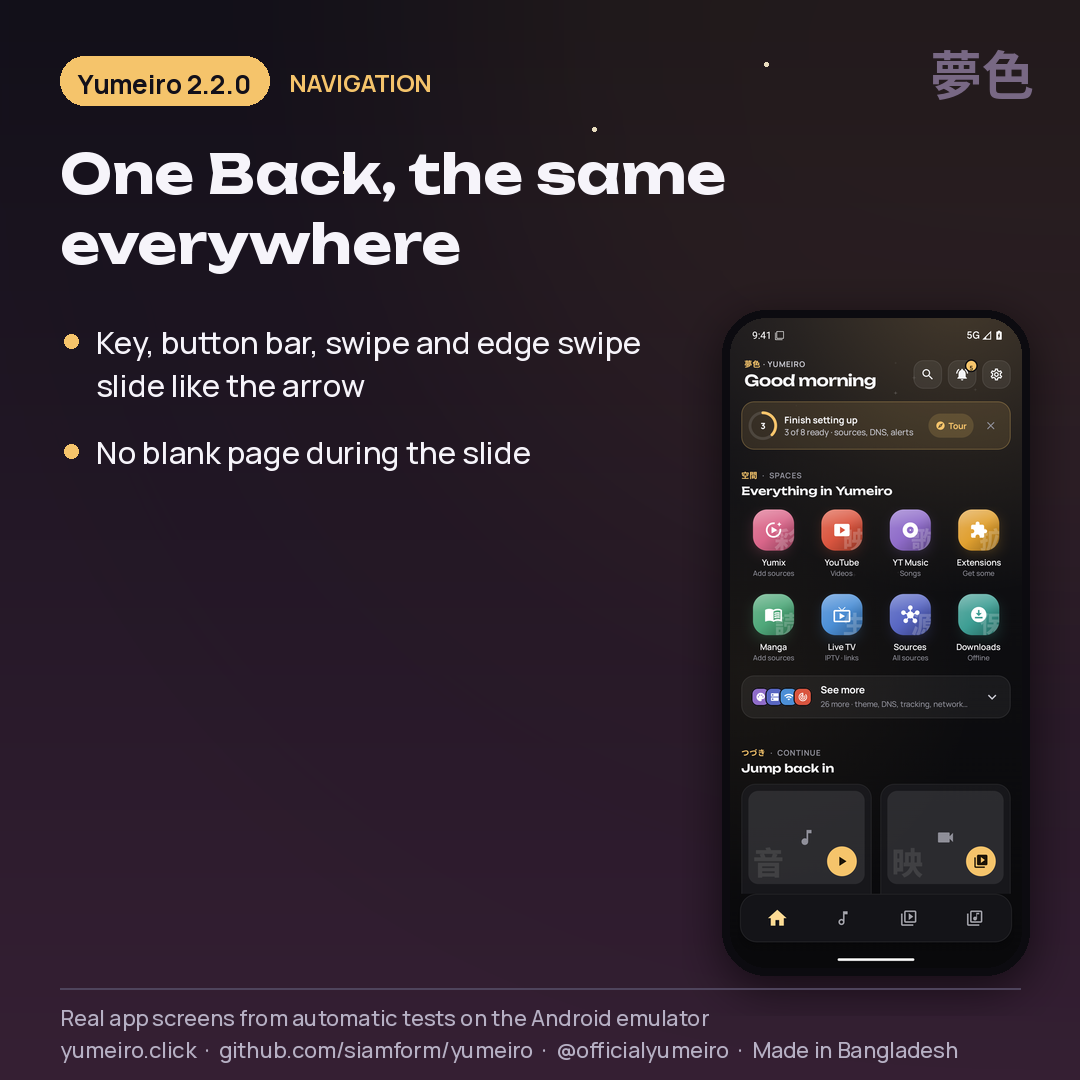 Yumeiro 2.2.0 NAVIGATION
夢色
One Back, the same
everywhere
Key, button bar, swipe and edge swipe
slide like the arrow
No blank page during the slide
9:41
5G
夢色 · YUMEIRO
Good morning
3
Finish setting up
3 of 8 ready · sources, DNS, alerts
Tour
空間 · SPACES
Everything in Yumeiro
Yumix YouTube YT Music Extensions
Add sources Videos Songs Get some
Manga Live TV Sources Downloads
Add sources IPTV · links All sources Offline
See more
26 more · theme, DNS, tracking, network...
つづき · CONTINUE
Jump back in
音 映
Real app screens from automatic tests on the Android emulator
yumeiro.click · github.com/siamform/yumeiro · @officialyumeiro · Made in Bangladesh